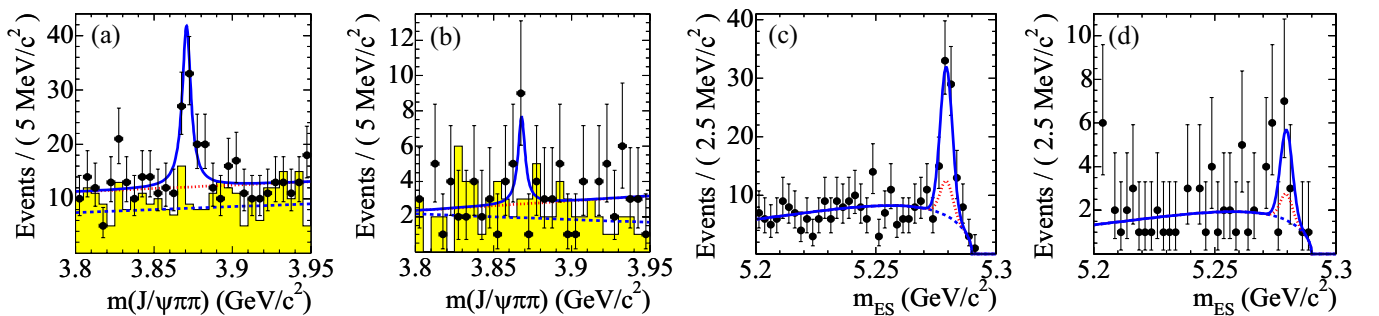 (a)
Events / ( 5 MeV/c²)
40
30
20
10
3.8
3.85
3.9
3.95
m(J/ψππ) (GeV/c²)
(b)
Events / ( 5 MeV/c²)
12
10
8
6
4
2
3.8
3.85
3.9
3.95
m(J/ψππ) (GeV/c²)
(c)
Events / ( 2.5 MeV/c²)
40
30
20
10
5.2
5.25
5.3
m_ES (GeV/c²)
(d)
Events / ( 2.5 MeV/c²)
10
8
6
4
2
5.2
5.25
5.3
m_ES (GeV/c²)